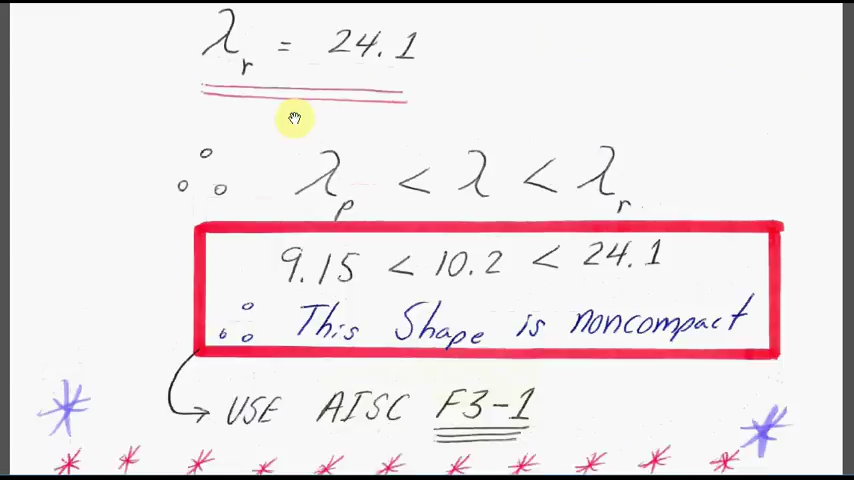 λr = 24.1
∴ λp < λ < λr
9.15 < 10.2 < 24.1
∴ This Shape is noncompact
→ USE AISC F3-1